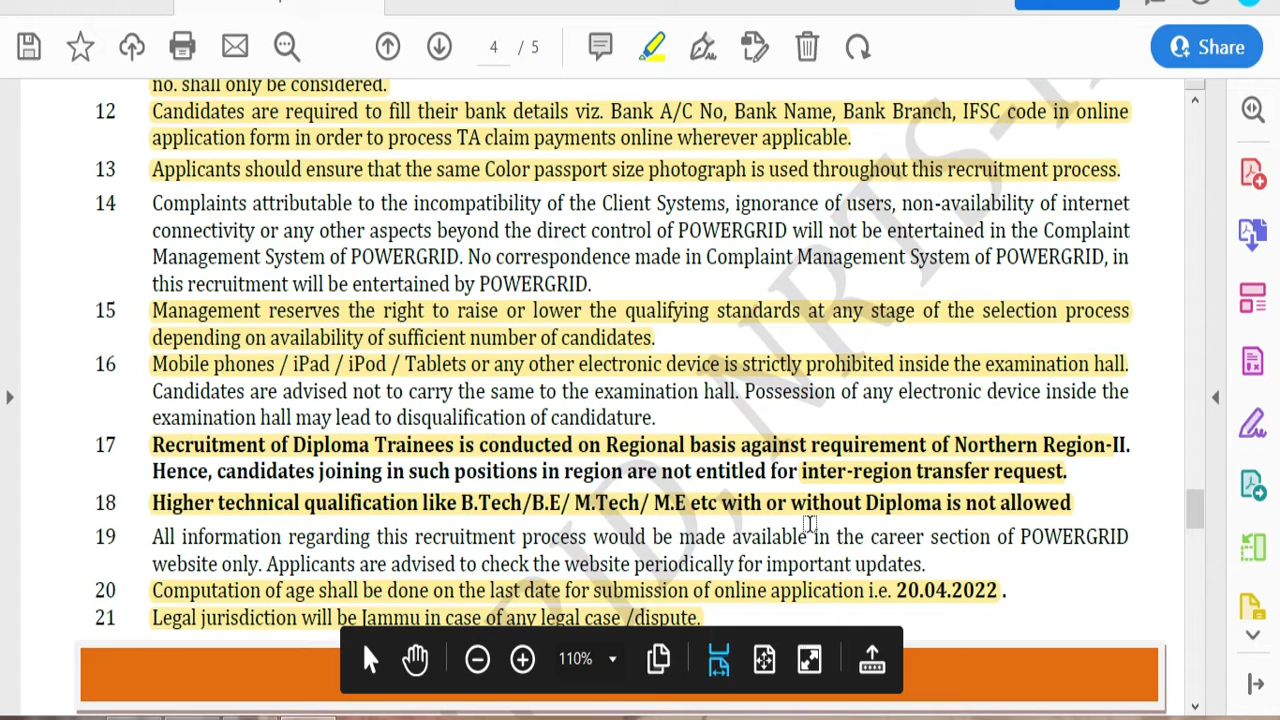 4 / 5
Share
no. shall only be considered.
12 Candidates are required to fill their bank details viz. Bank A/C No, Bank Name, Bank Branch, IFSC code in online
application form in order to process TA claim payments online wherever applicable.
13 Applicants should ensure that the same Color passport size photograph is used throughout this recruitment process.
14 Complaints attributable to the incompatibility of the Client Systems, ignorance of users, non-availability of internet
connectivity or any other aspects beyond the direct control of POWERGRID will not be entertained in the Complaint
Management System of POWERGRID. No correspondence made in Complaint Management System of POWERGRID, in
this recruitment will be entertained by POWERGRID.
15 Management reserves the right to raise or lower the qualifying standards at any stage of the selection process
depending on availability of sufficient number of candidates.
16 Mobile phones / iPad / iPod / Tablets or any other electronic device is strictly prohibited inside the examination hall.
Candidates are advised not to carry the same to the examination hall. Possession of any electronic device inside the
examination hall may lead to disqualification of candidature.
17 Recruitment of Diploma Trainees is conducted on Regional basis against requirement of Northern Region-II.
Hence, candidates joining in such positions in region are not entitled for inter-region transfer request.
18 Higher technical qualification like B.Tech/B.E/ M.Tech/ M.E etc with or without Diploma is not allowed
19 All information regarding this recruitment process would be made available in the career section of POWERGRID
website only. Applicants are advised to check the website periodically for important updates.
20 Computation of age shall be done on the last date for submission of online application i.e. 20.04.2022 .
21 Legal jurisdiction will be Jammu in case of any legal case /dispute.
110%